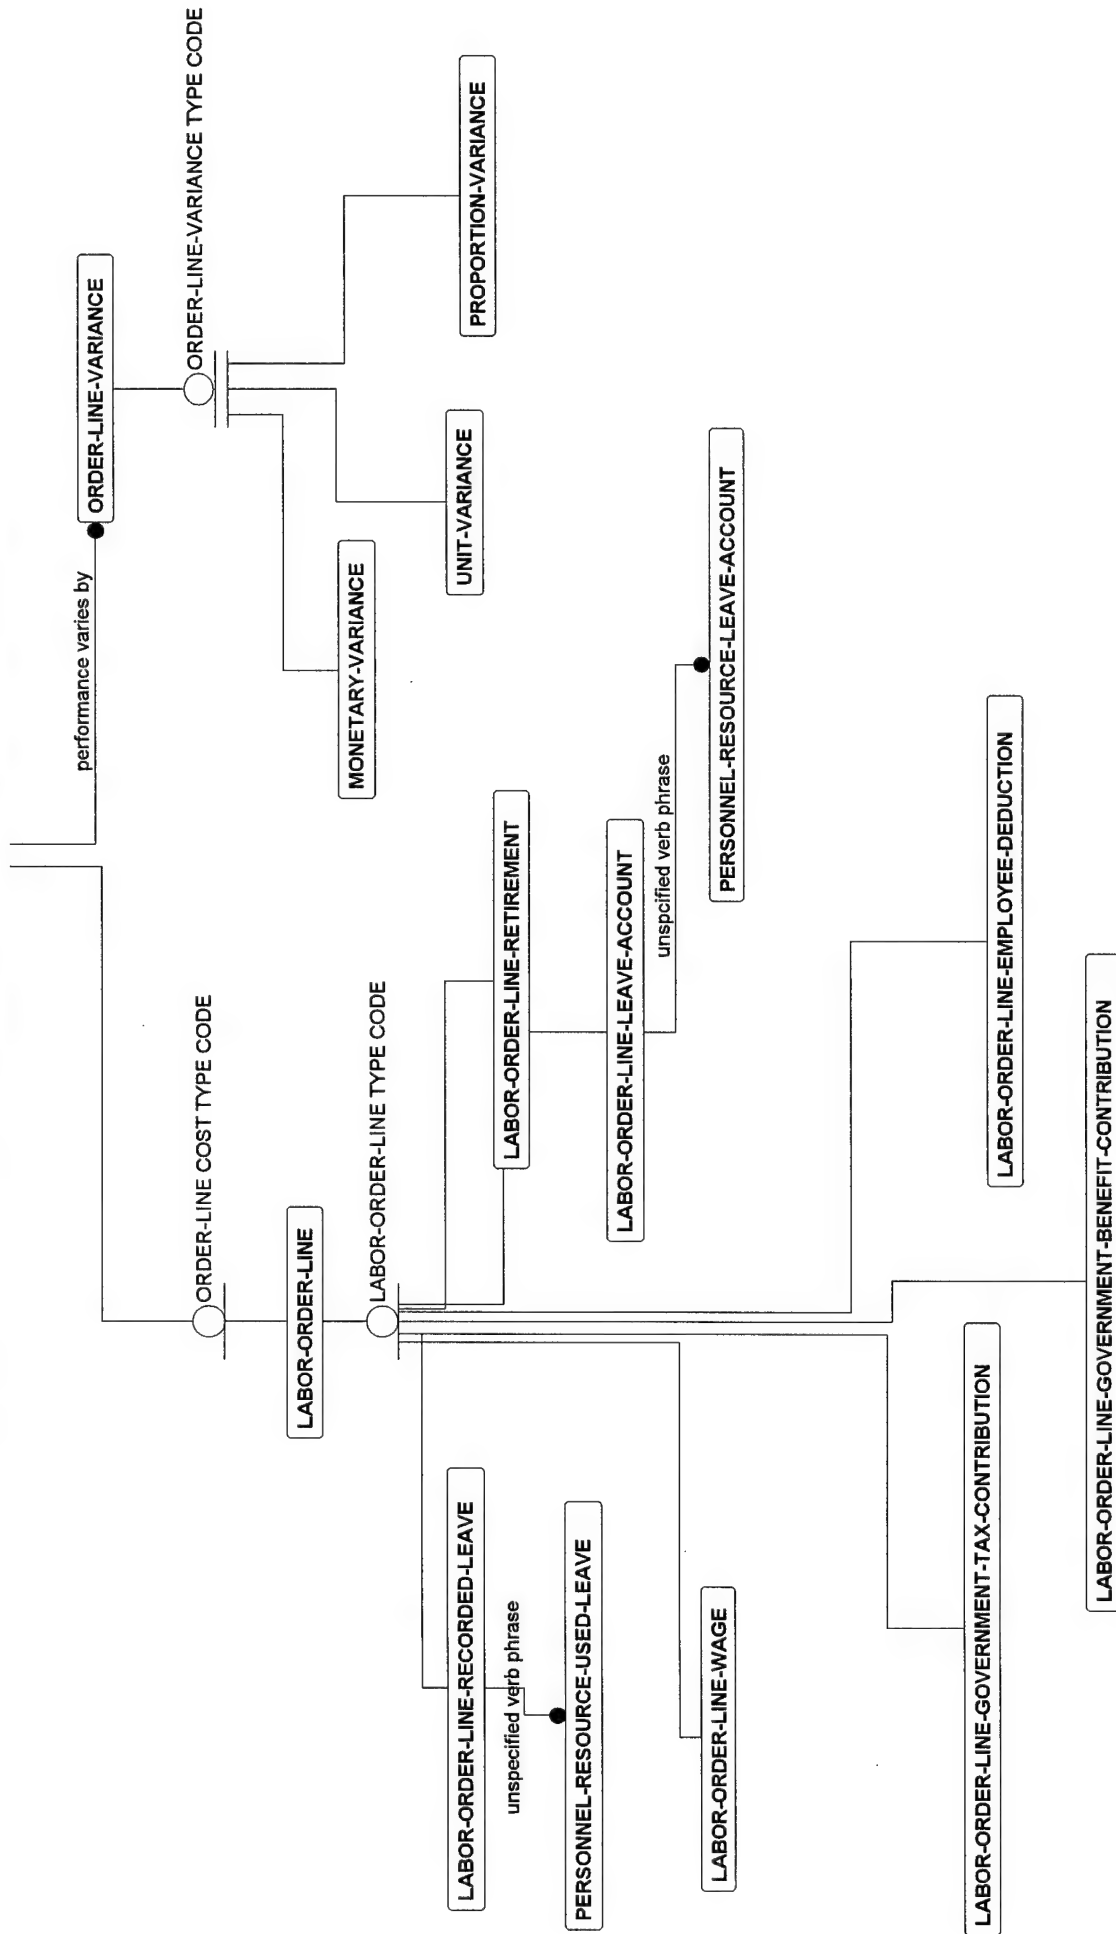 performance varies by
ORDER-LINE-VARIANCE
ORDER-LINE COST TYPE CODE
ORDER-LINE-VARIANCE TYPE CODE
LABOR-ORDER-LINE
MONETARY-VARIANCE
LABOR-ORDER-LINE TYPE CODE
LABOR-ORDER-LINE-RECORDED-LEAVE
UNIT-VARIANCE
PROPORTION-VARIANCE
unspecified verb phrase
LABOR-ORDER-LINE-RETIREMENT
PERSONNEL-RESOURCE-USED-LEAVE
LABOR-ORDER-LINE-LEAVE-ACCOUNT
unspcified verb phrase
LABOR-ORDER-LINE-WAGE
PERSONNEL-RESOURCE-LEAVE-ACCOUNT
LABOR-ORDER-LINE-GOVERNMENT-TAX-CONTRIBUTION
LABOR-ORDER-LINE-EMPLOYEE-DEDUCTION
LABOR-ORDER-LINE-GOVERNMENT-BENEFIT-CONTRIBUTION